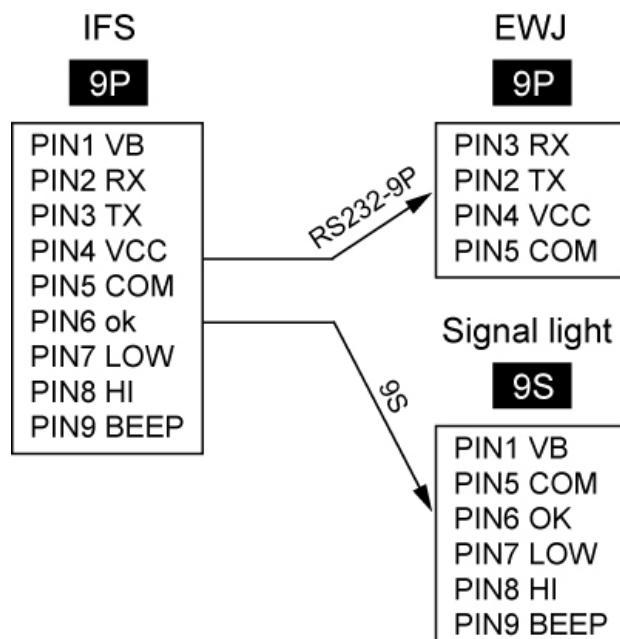 IFS
9P
PIN1 VB
PIN2 RX
PIN3 TX
PIN4 VCC
PIN5 COM
PIN6 ok
PIN7 LOW
PIN8 HI
PIN9 BEEP
RS232-9P
9S
EWJ
9P
PIN3 RX
PIN2 TX
PIN4 VCC
PIN5 COM
Signal light
9S
PIN1 VB
PIN5 COM
PIN6 OK
PIN7 LOW
PIN8 HI
PIN9 BEEP